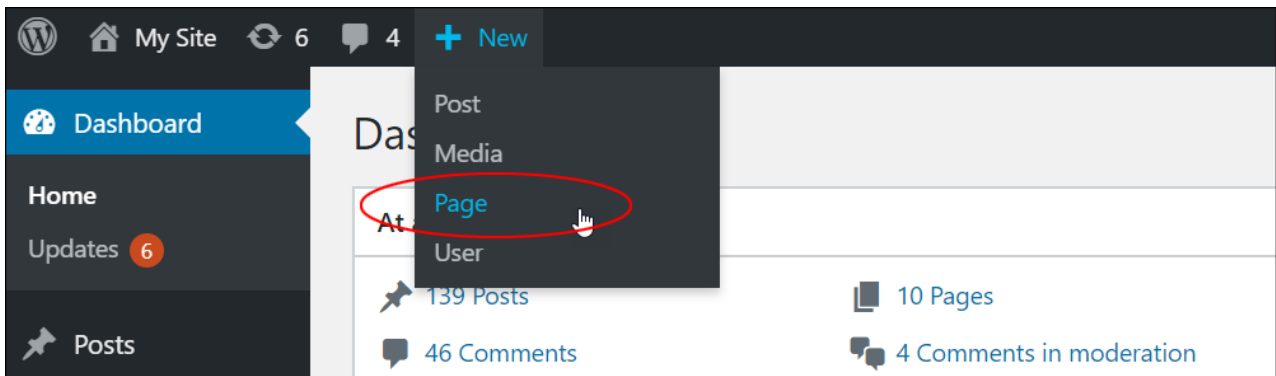 My Site 6 4 + New
Post
Dashboard
Media
Home
Page
User
Updates 6
139 Posts 10 Pages
Posts
46 Comments 4 Comments in moderation